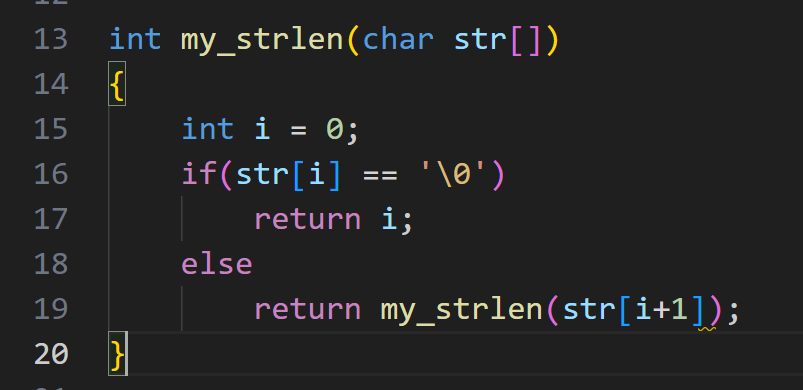 13 int my_strlen(char str[])
14 {
15     int i = 0;
16     if(str[i] == '\0')
17         return i;
18     else
19         return my_strlen(str[i+1]);
20 }